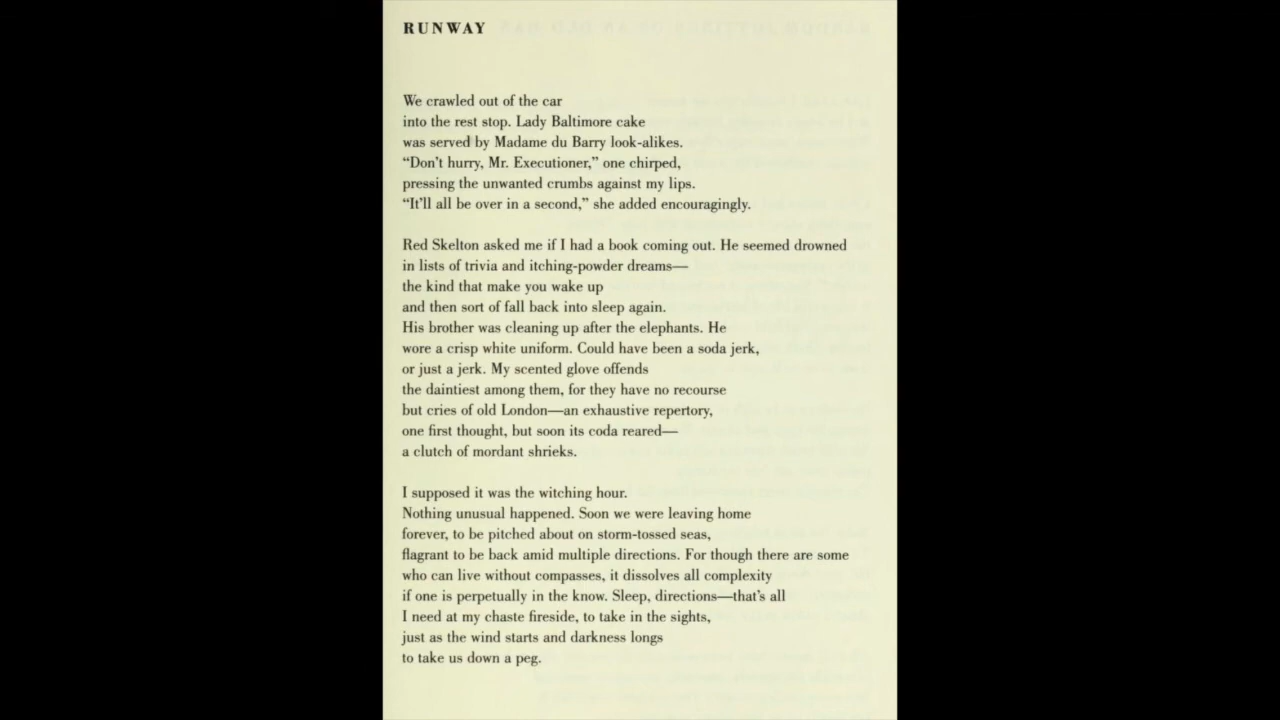 RUNWAY
We crawled out of the car
into the rest stop. Lady Baltimore cake
was served by Madame du Barry look-alikes.
“Don’t hurry, Mr. Executioner,” one chirped,
pressing the unwanted crumbs against my lips.
“It’ll all be over in a second,” she added encouragingly.
Red Skelton asked me if I had a book coming out. He seemed drowned
in lists of trivia and itching-powder dreams—
the kind that make you wake up
and then sort of fall back into sleep again.
His brother was cleaning up after the elephants. He
wore a crisp white uniform. Could have been a soda jerk,
or just a jerk. My scented glove offends
the daintiest among them, for they have no recourse
but cries of old London—an exhaustive repertory,
one first thought, but soon its coda reared—
a clutch of mordant shrieks.
I supposed it was the witching hour.
Nothing unusual happened. Soon we were leaving home
forever, to be pitched about on storm-tossed seas,
flagrant to be back amid multiple directions. For though there are some
who can live without compasses, it dissolves all complexity
if one is perpetually in the know. Sleep, directions—that’s all
I need at my chaste fireside, to take in the sights,
just as the wind starts and darkness longs
to take us down a peg.